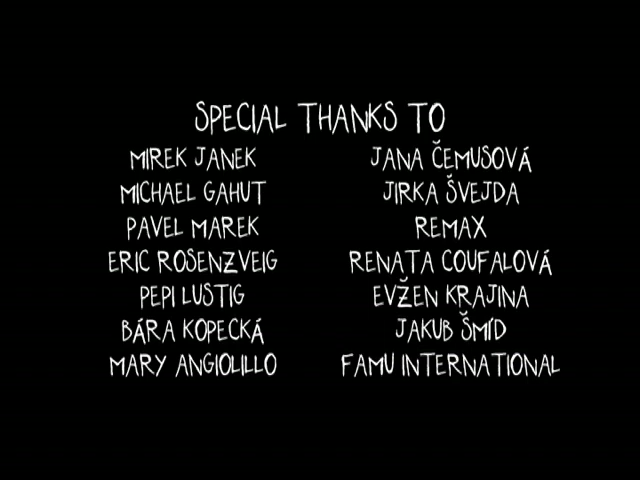 SPECIAL THANKS TO
MIREK JANEK
MICHAEL GAHUT
PAVEL MAREK
ERIC ROSENZVEIG
PEPI LUSTIG
BÁRA KOPECKÁ
MARY ANGIOLILLO
JANA ČEMUSOVÁ
JIRKA ŠVEJDA
REMAX
RENATA COUFALOVÁ
EVŽEN KRAJINA
JAKUB ŠMÍD
FAMU INTERNATIONAL